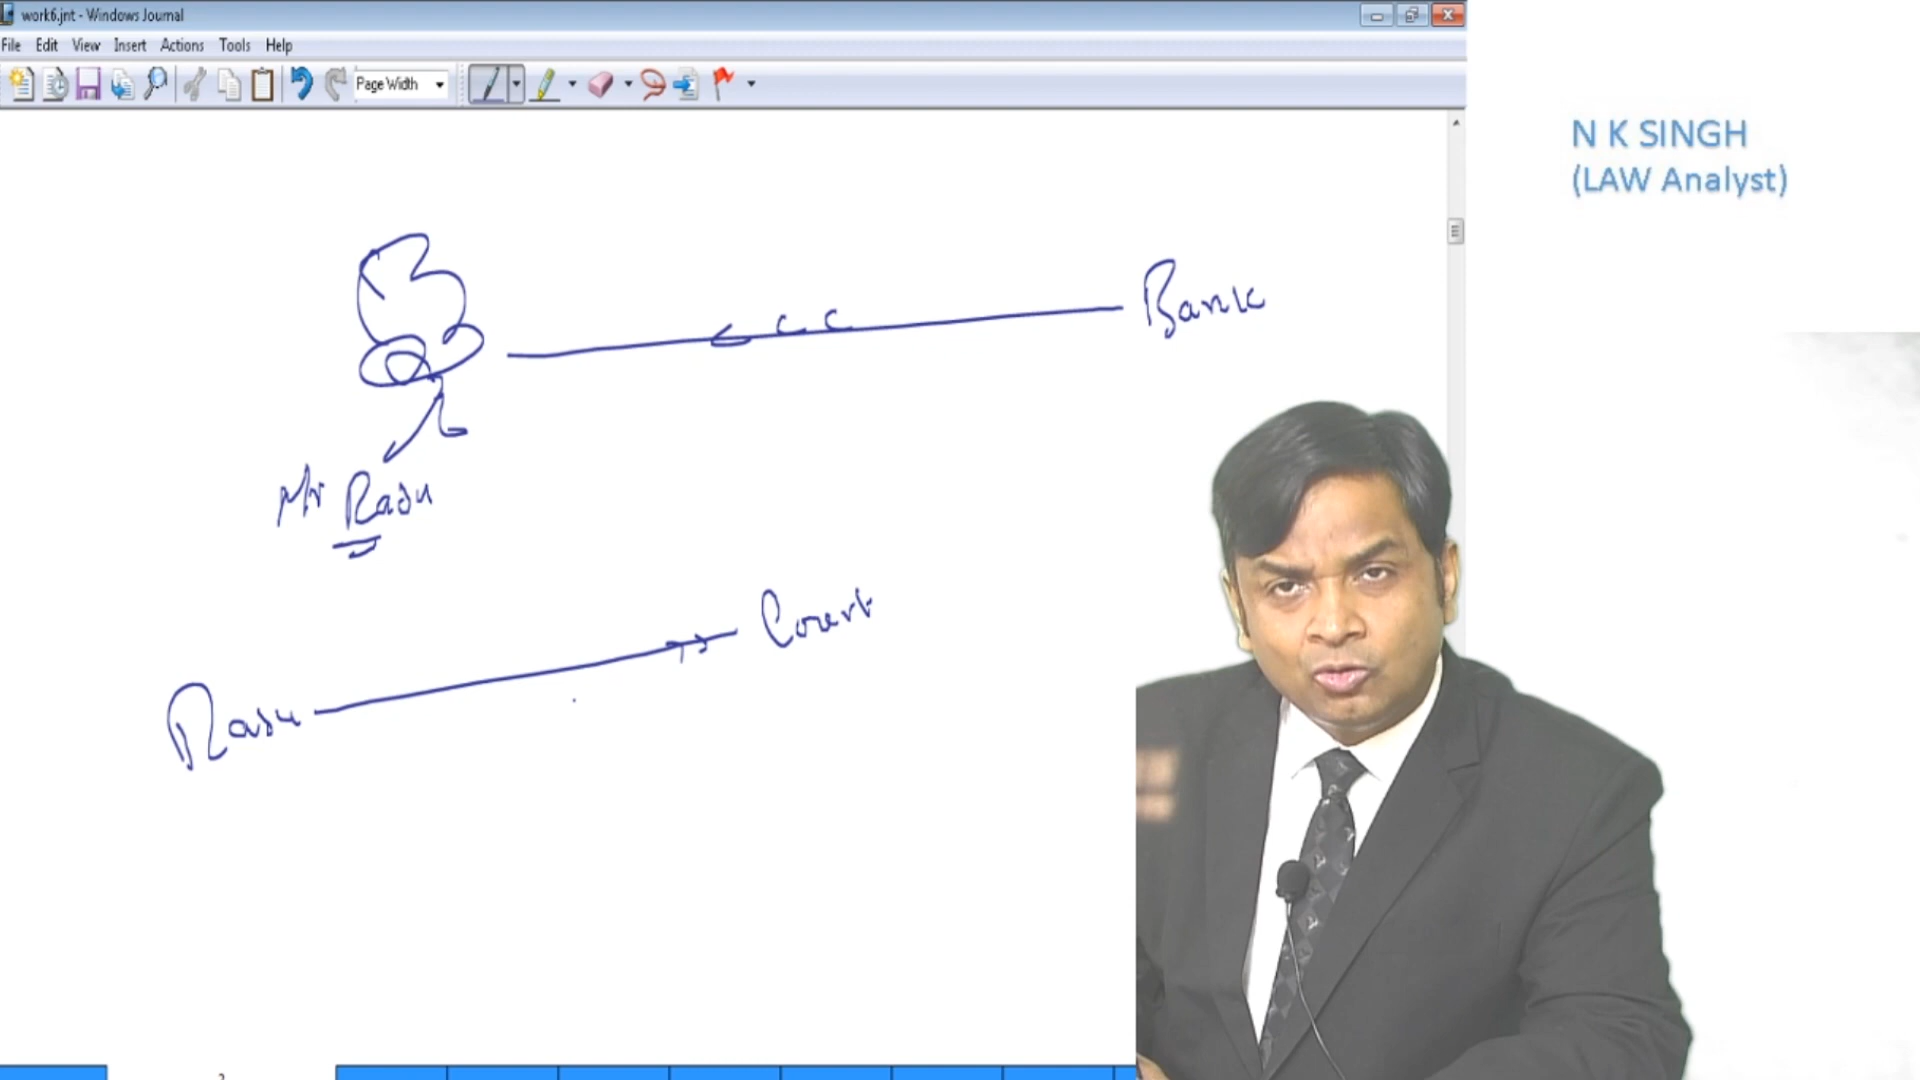 work6.jnt - Windows Journal
File Edit View Insert Actions Tools Help
Page Width
N K SINGH
(LAW Analyst)
Bank
Mr Raju
Court
Raju